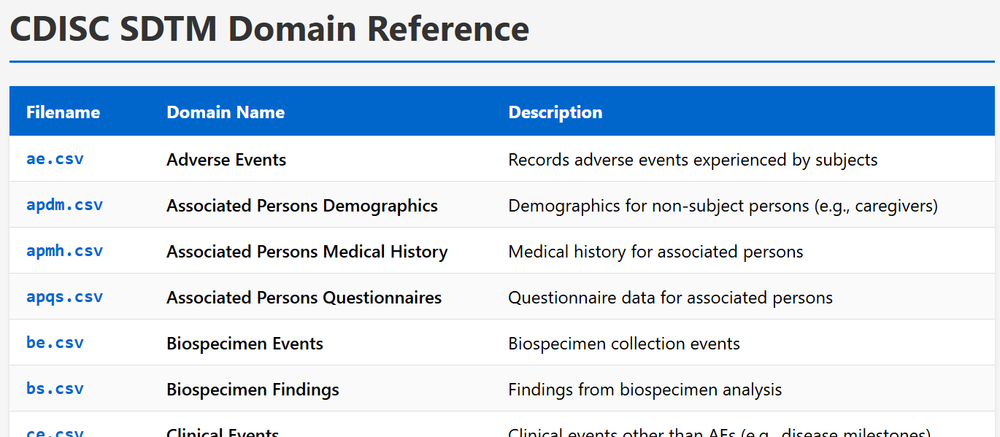 CDISC SDTM Domain Reference
Filename Domain Name Description
ae.csv Adverse Events Records adverse events experienced by subjects
apdm.csv Associated Persons Demographics Demographics for non-subject persons (e.g., caregivers)
apmh.csv Associated Persons Medical History Medical history for associated persons
apqs.csv Associated Persons Questionnaires Questionnaire data for associated persons
be.csv Biospecimen Events Biospecimen collection events
bs.csv Biospecimen Findings Findings from biospecimen analysis
ce.csv Clinical Events Clinical events other than AEs (e.g., disease milestones)